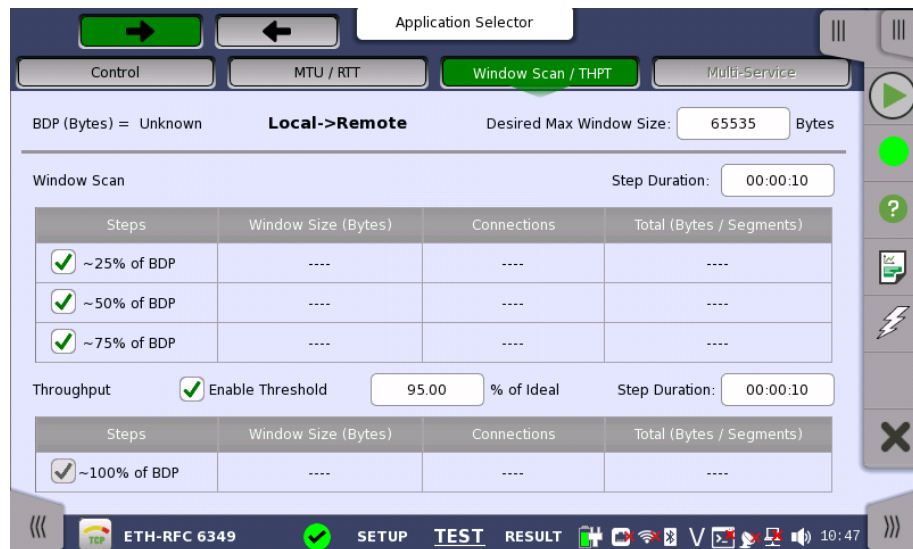 Application Selector
Control MTU / RTT Window Scan / THPT Multi-Service
BDP (Bytes) = Unknown Local->Remote Desired Max Window Size: 65535 Bytes
Window Scan Step Duration: 00:00:10
Steps Window Size (Bytes) Connections Total (Bytes / Segments)
~25% of BDP ---- ---- ----
~50% of BDP ---- ---- ----
~75% of BDP ---- ---- ----
Throughput Enable Threshold 95.00 % of Ideal Step Duration: 00:00:10
Steps Window Size (Bytes) Connections Total (Bytes / Segments)
~100% of BDP ---- ---- ----
TCP ETH-RFC 6349 SETUP TEST RESULT V 10:47